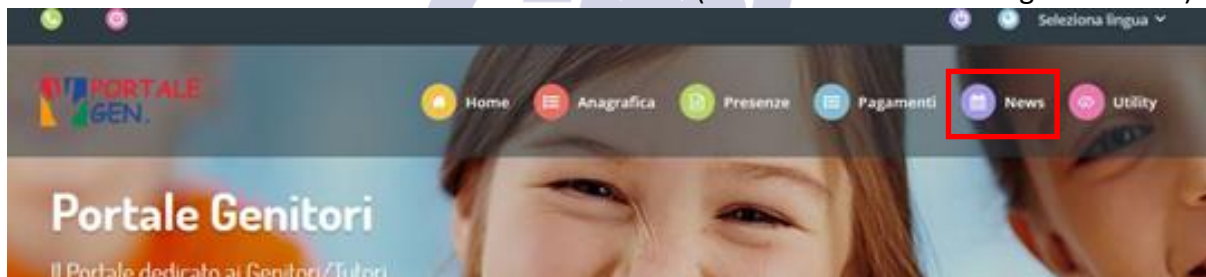 Seleziona lingua
PORTALE
GEN.
Home Anagrafica Presenze Pagamenti News Utility
Portale Genitori
Il Portale dedicato ai Genitori/Tutori